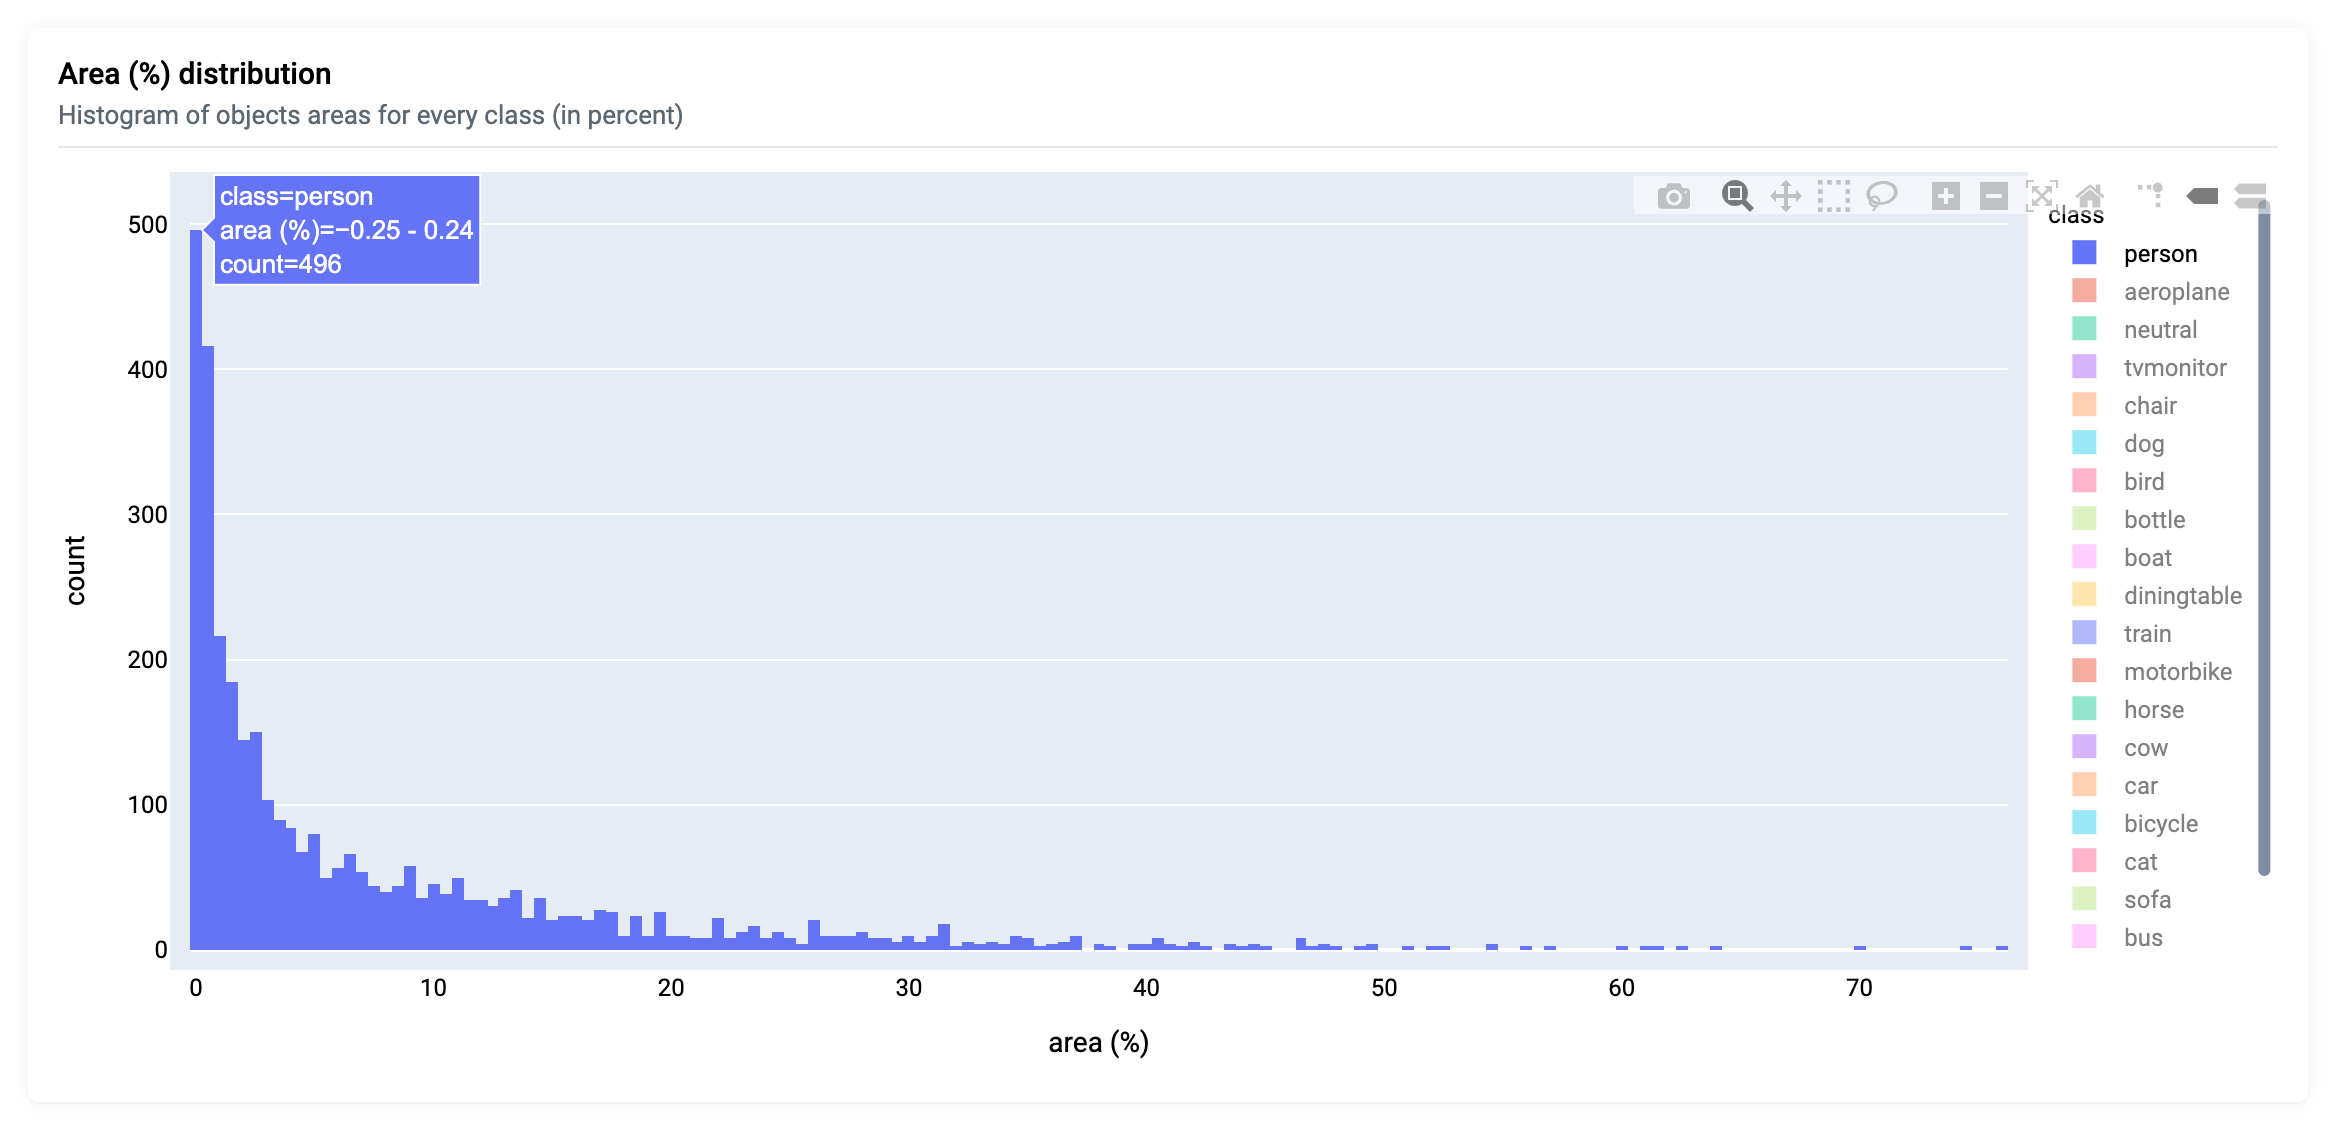 Area (%) distribution
Histogram of objects areas for every class (in percent)
class=person
area (%)=−0.25 - 0.24
count=496
500
400
300
200
100
0
count
0 10 20 30 40 50 60 70
area (%)
class
person
aeroplane
neutral
tvmonitor
chair
dog
bird
bottle
boat
diningtable
train
motorbike
horse
cow
car
bicycle
cat
sofa
bus